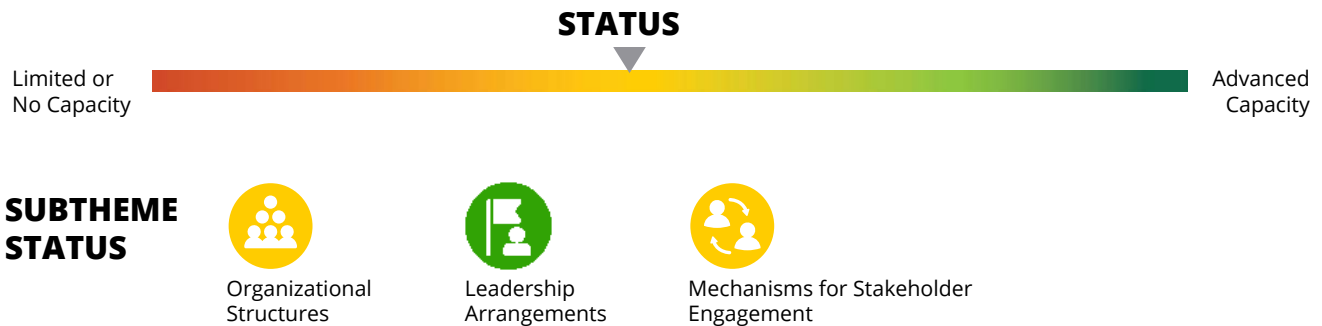 STATUS
Limited or
No Capacity
Advanced
Capacity
SUBTHEME
STATUS
Organizational
Structures
Leadership
Arrangements
Mechanisms for Stakeholder
Engagement